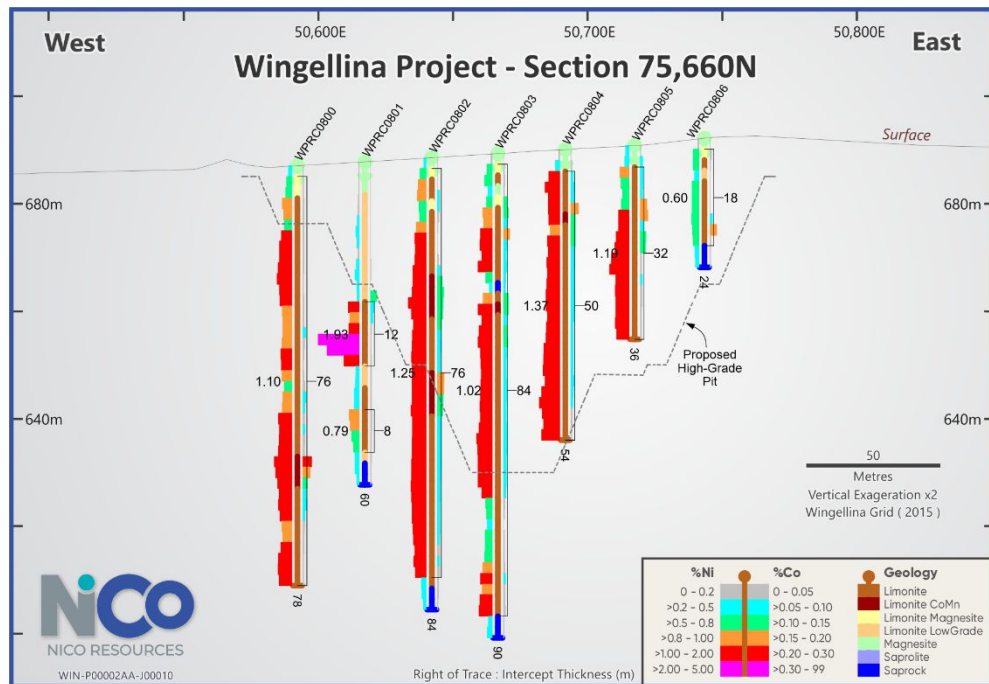 50,600E
50,700E
50,800E
West
East
Wingellina Project - Section 75,660N
WPRC0800
WPRC0801
WPRC0802
WPRC0803
WPRC0804
WPRC0805
WPRC0806
Surface
680m
680m
640m
640m
0.60
18
24
1.19
32
36
1.37
50
54
1.93
12
1.10
76
1.25
76
1.02
84
0.79
8
60
78
84
90
Proposed
High-Grade
Pit
50
Metres
Vertical Exageration x2
Wingellina Grid ( 2015 )
NiCo
NICO RESOURCES
WIN-P00002AA-J00010
Right of Trace : Intercept Thickness (m)
%Ni %Co Geology
0 - 0.2 0 - 0.05 Limonite
>0.2 - 0.5 >0.05 - 0.10 Limonite CoMn
>0.5 - 0.8 >0.10 - 0.15 Limonite Magnesite
>0.8 - 1.00 >0.15 - 0.20 Limonite LowGrade
>1.00 - 2.00 >0.20 - 0.30 Magnesite
>2.00 - 5.00 >0.30 - 99 Saprolite
Saprock